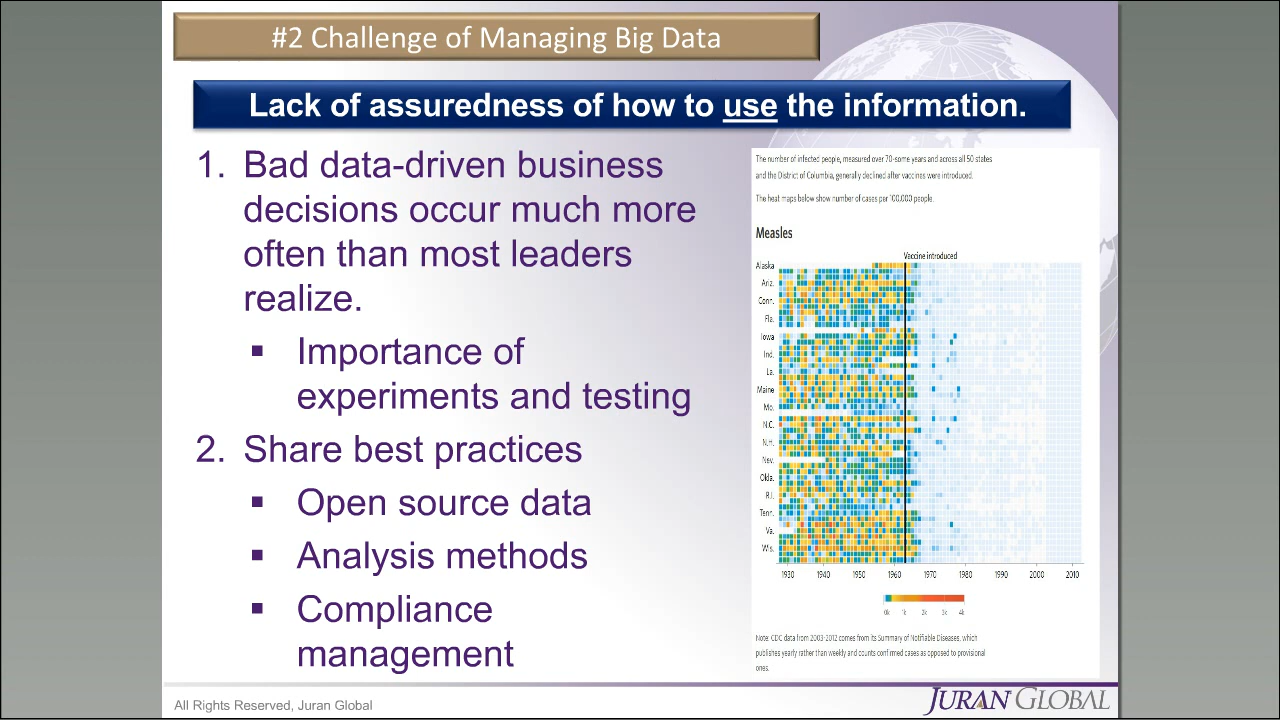 #2 Challenge of Managing Big Data
Lack of assuredness of how to use the information.
1. Bad data-driven business
decisions occur much more
often than most leaders
realize.
▪ Importance of
experiments and testing
2. Share best practices
▪ Open source data
▪ Analysis methods
▪ Compliance
management
The number of infected people, measured over 70-some years and across all 50 states
and the District of Columbia, generally declined after vaccines were introduced.
The heat maps below show number of cases per 100,000 people.
Measles
Vaccine introduced
Alaska
Ariz.
Conn.
Fla.
Iowa
Ind.
La.
Maine
Mo.
N.C.
N.H.
Nev.
Okla.
R.I.
Tenn.
Va.
Wis.
1930 1940 1950 1960 1970 1980 1990 2000 2010
0k 1k 2k 3k 4k
Note: CDC data from 2003-2012 comes from its Summary of Notifiable Diseases, which
publishes yearly rather than weekly and counts confirmed cases as opposed to provisional
ones.
All Rights Reserved, Juran Global
JURAN GLOBAL